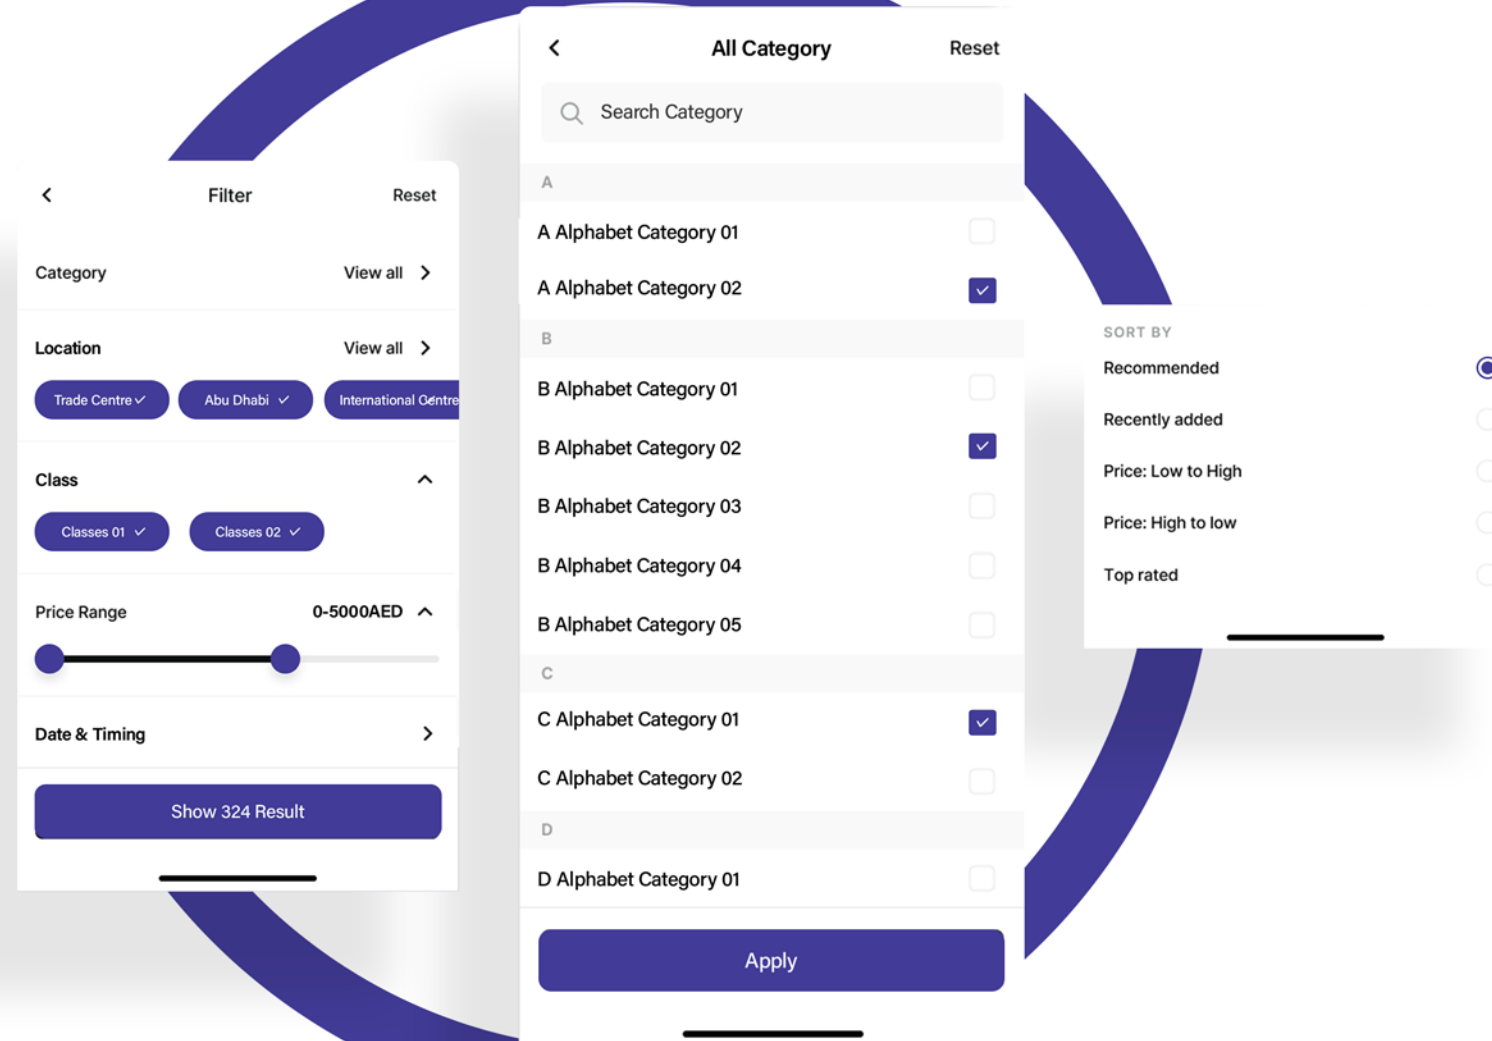 Filter
Reset
Category
View all
Location
View all
Trade Centre
Abu Dhabi
International Centre
Class
Classes 01
Classes 02
Price Range
0-5000AED
Date & Timing
Show 324 Result
All Category
Reset
Search Category
A
A Alphabet Category 01
A Alphabet Category 02
B
B Alphabet Category 01
B Alphabet Category 02
B Alphabet Category 03
B Alphabet Category 04
B Alphabet Category 05
C
C Alphabet Category 01
C Alphabet Category 02
D
D Alphabet Category 01
Apply
SORT BY
Recommended
Recently added
Price: Low to High
Price: High to low
Top rated